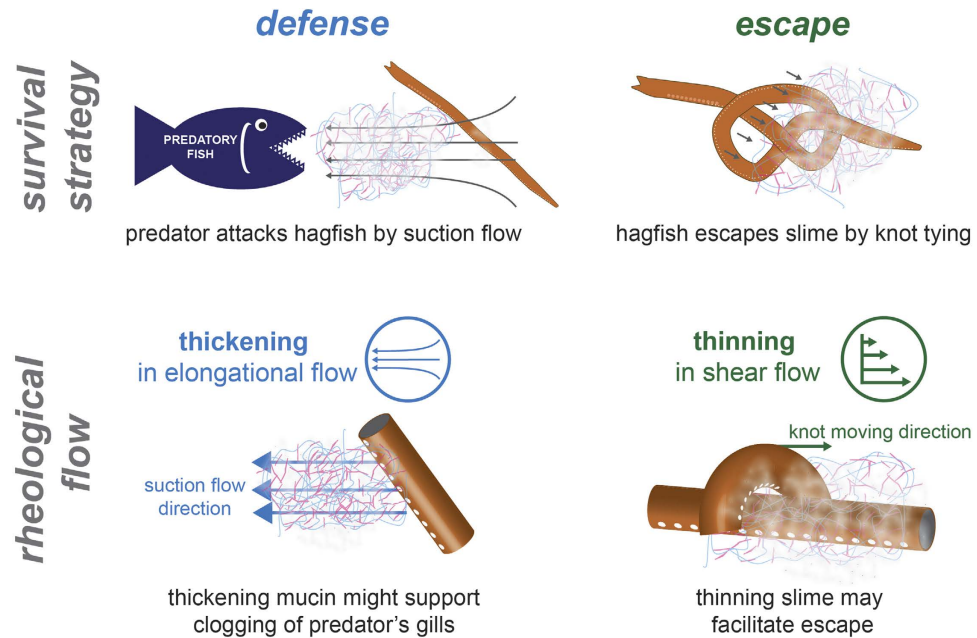 defense
escape
survival
strategy
PREDATORY
FISH
predator attacks hagfish by suction flow
hagfish escapes slime by knot tying
rheological
flow
thickening
in elongational flow
thinning
in shear flow
suction flow
direction
knot moving direction
thickening mucin might support
clogging of predator's gills
thinning slime may
facilitate escape